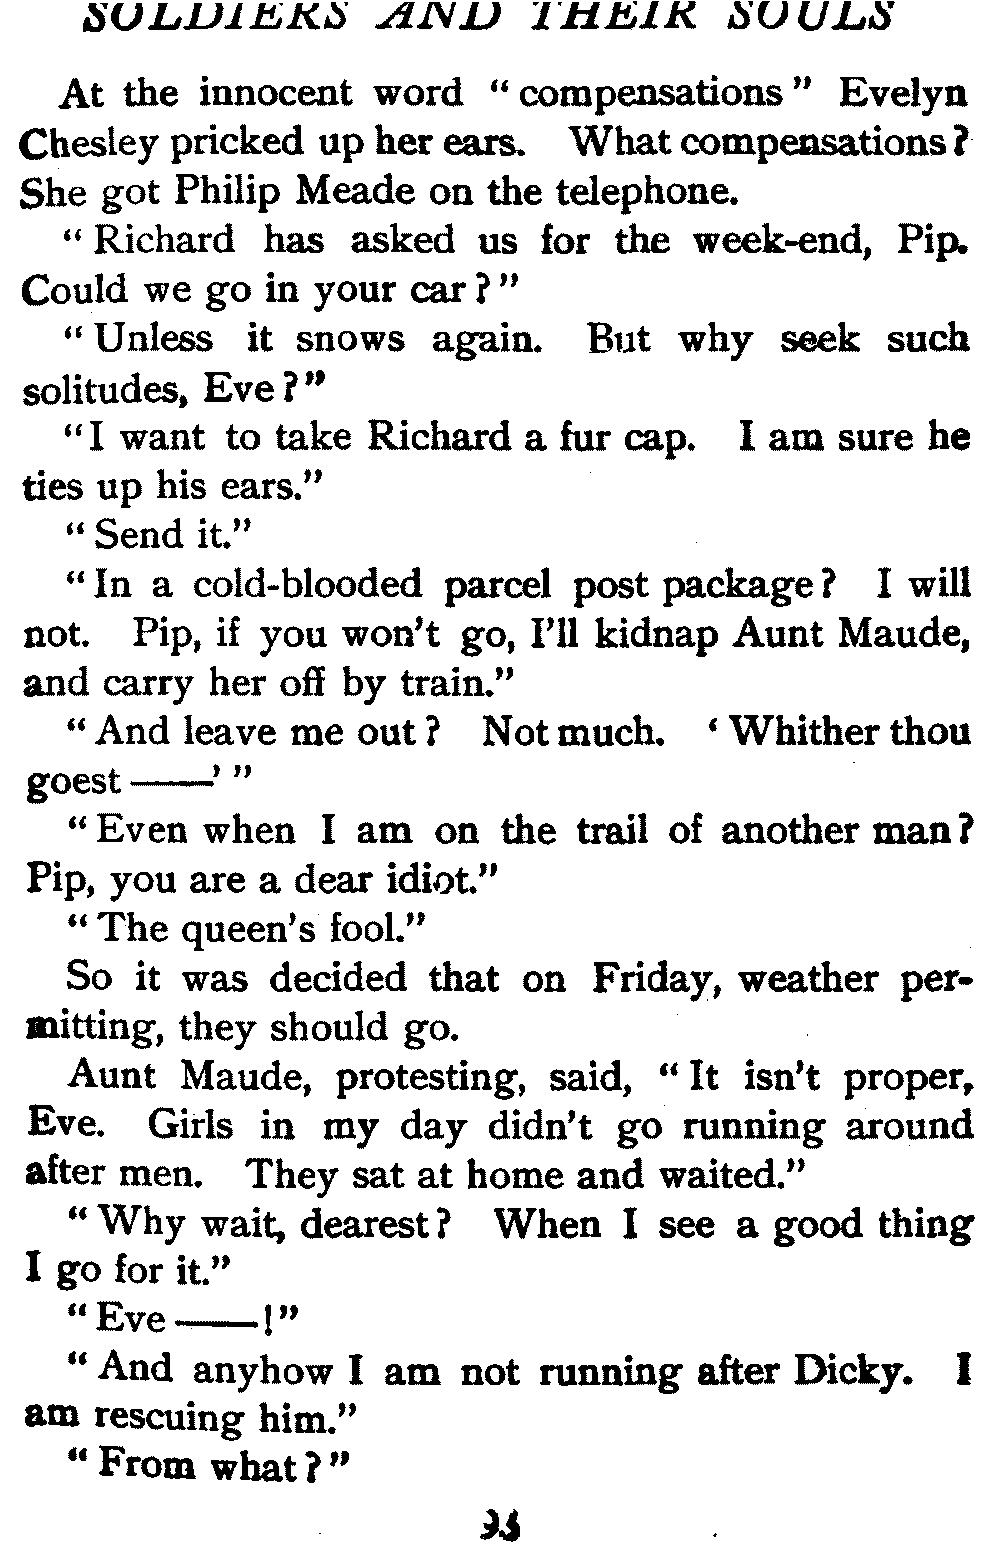 SOLDIERS AND THEIR SOULS
At the innocent word "compensations" Evelyn
Chesley pricked up her ears. What compensations?
She got Philip Meade on the telephone.
"Richard has asked us for the week-end, Pip.
Could we go in your car?"
"Unless it snows again. But why seek such
solitudes, Eve?"
"I want to take Richard a fur cap. I am sure he
ties up his ears."
"Send it."
"In a cold-blooded parcel post package? I will
not. Pip, if you won't go, I'll kidnap Aunt Maude,
and carry her off by train."
"And leave me out? Not much. 'Whither thou
goest ——' "
"Even when I am on the trail of another man?
Pip, you are a dear idiot."
"The queen's fool."
So it was decided that on Friday, weather per-
mitting, they should go.
Aunt Maude, protesting, said, "It isn't proper,
Eve. Girls in my day didn't go running around
after men. They sat at home and waited."
"Why wait, dearest? When I see a good thing
I go for it."
"Eve ——!"
"And anyhow I am not running after Dicky. I
am rescuing him."
"From what?"